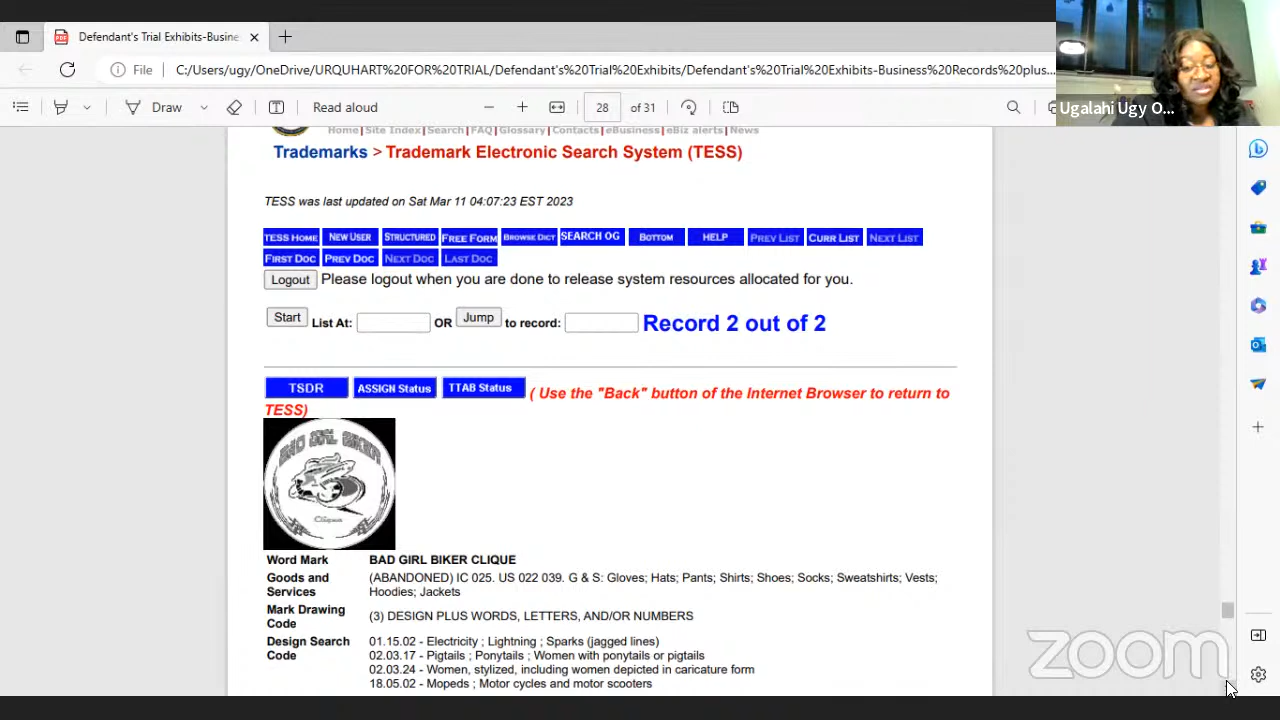 Defendant's Trial Exhibits-Busine
File
C:/Users/ugy/OneDrive/URQUHART%20FOR%20TRIAL/Defendant's%20Trial%20Exhibits/Defendant's%20Trial%20Exhibits-Business%20Records%20plus...
Ugalahi Ugy O...
Draw
Read aloud
28 of 31
Home | Site Index | Search | FAQ | Glossary | Contacts | eBusiness | eBiz alerts | News
Trademarks > Trademark Electronic Search System (TESS)
TESS was last updated on Sat Mar 11 04:07:23 EST 2023
TESS HOME NEW USER STRUCTURED FREE FORM BROWSE DICT SEARCH OG BOTTOM HELP PREV LIST CURR LIST NEXT LIST
FIRST DOC PREV DOC NEXT DOC LAST DOC
Logout Please logout when you are done to release system resources allocated for you.
Start List At: OR Jump to record: Record 2 out of 2
TSDR ASSIGN Status TTAB Status ( Use the "Back" button of the Internet Browser to return to
TESS)
BAD GIRL BIKER
Clique
Word Mark BAD GIRL BIKER CLIQUE
Goods and Services (ABANDONED) IC 025. US 022 039. G & S: Gloves; Hats; Pants; Shirts; Shoes; Socks; Sweatshirts; Vests;
Hoodies; Jackets
Mark Drawing Code (3) DESIGN PLUS WORDS, LETTERS, AND/OR NUMBERS
Design Search Code 01.15.02 - Electricity ; Lightning ; Sparks (jagged lines)
02.03.17 - Pigtails ; Ponytails ; Women with ponytails or pigtails
02.03.24 - Women, stylized, including women depicted in caricature form
18.05.02 - Mopeds ; Motor cycles and motor scooters
zoom